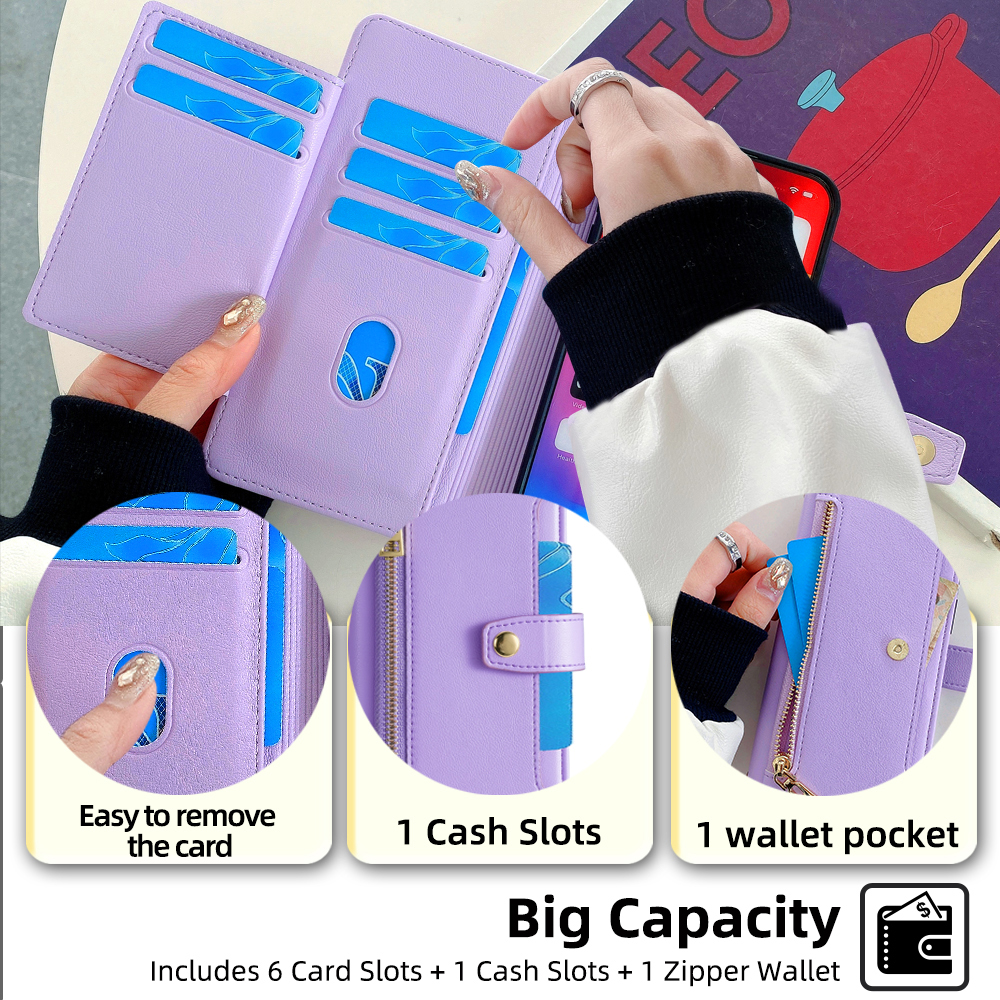 EO
Easy to remove
the card
1 Cash Slots
1 wallet pocket
Big Capacity
$
Includes 6 Card Slots + 1 Cash Slots + 1 Zipper Wallet